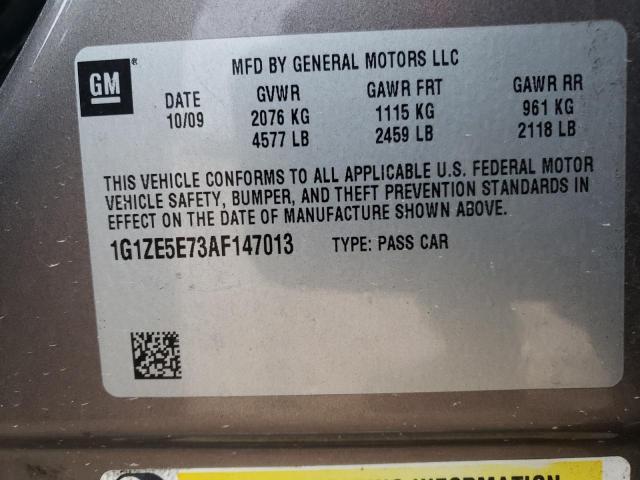 GM ®
MFD BY GENERAL MOTORS LLC
DATE GVWR GAWR FRT GAWR RR
10/09 2076 KG 1115 KG 961 KG
4577 LB 2459 LB 2118 LB
THIS VEHICLE CONFORMS TO ALL APPLICABLE U.S. FEDERAL MOTOR
VEHICLE SAFETY, BUMPER, AND THEFT PREVENTION STANDARDS IN
EFFECT ON THE DATE OF MANUFACTURE SHOWN ABOVE.
1G1ZE5E73AF147013 TYPE: PASS CAR
INFORMATION